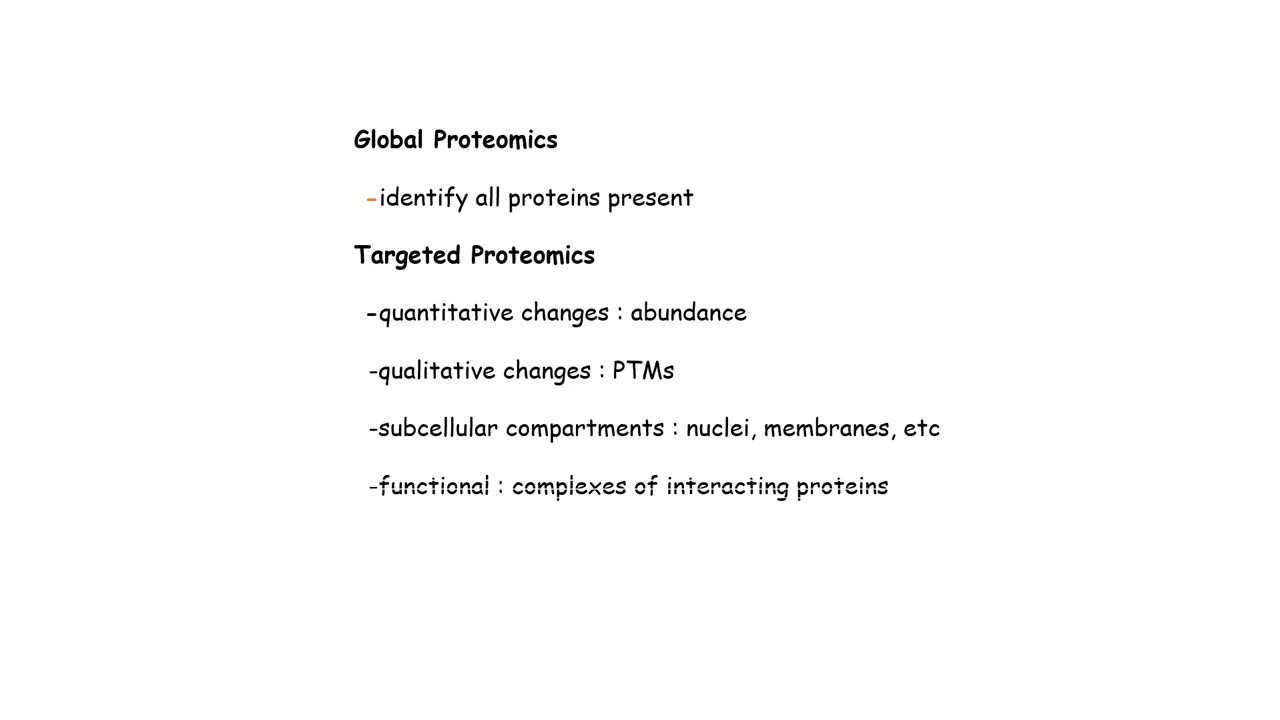 Global Proteomics
-identify all proteins present
Targeted Proteomics
-quantitative changes : abundance
-qualitative changes : PTMs
-subcellular compartments : nuclei, membranes, etc
-functional : complexes of interacting proteins